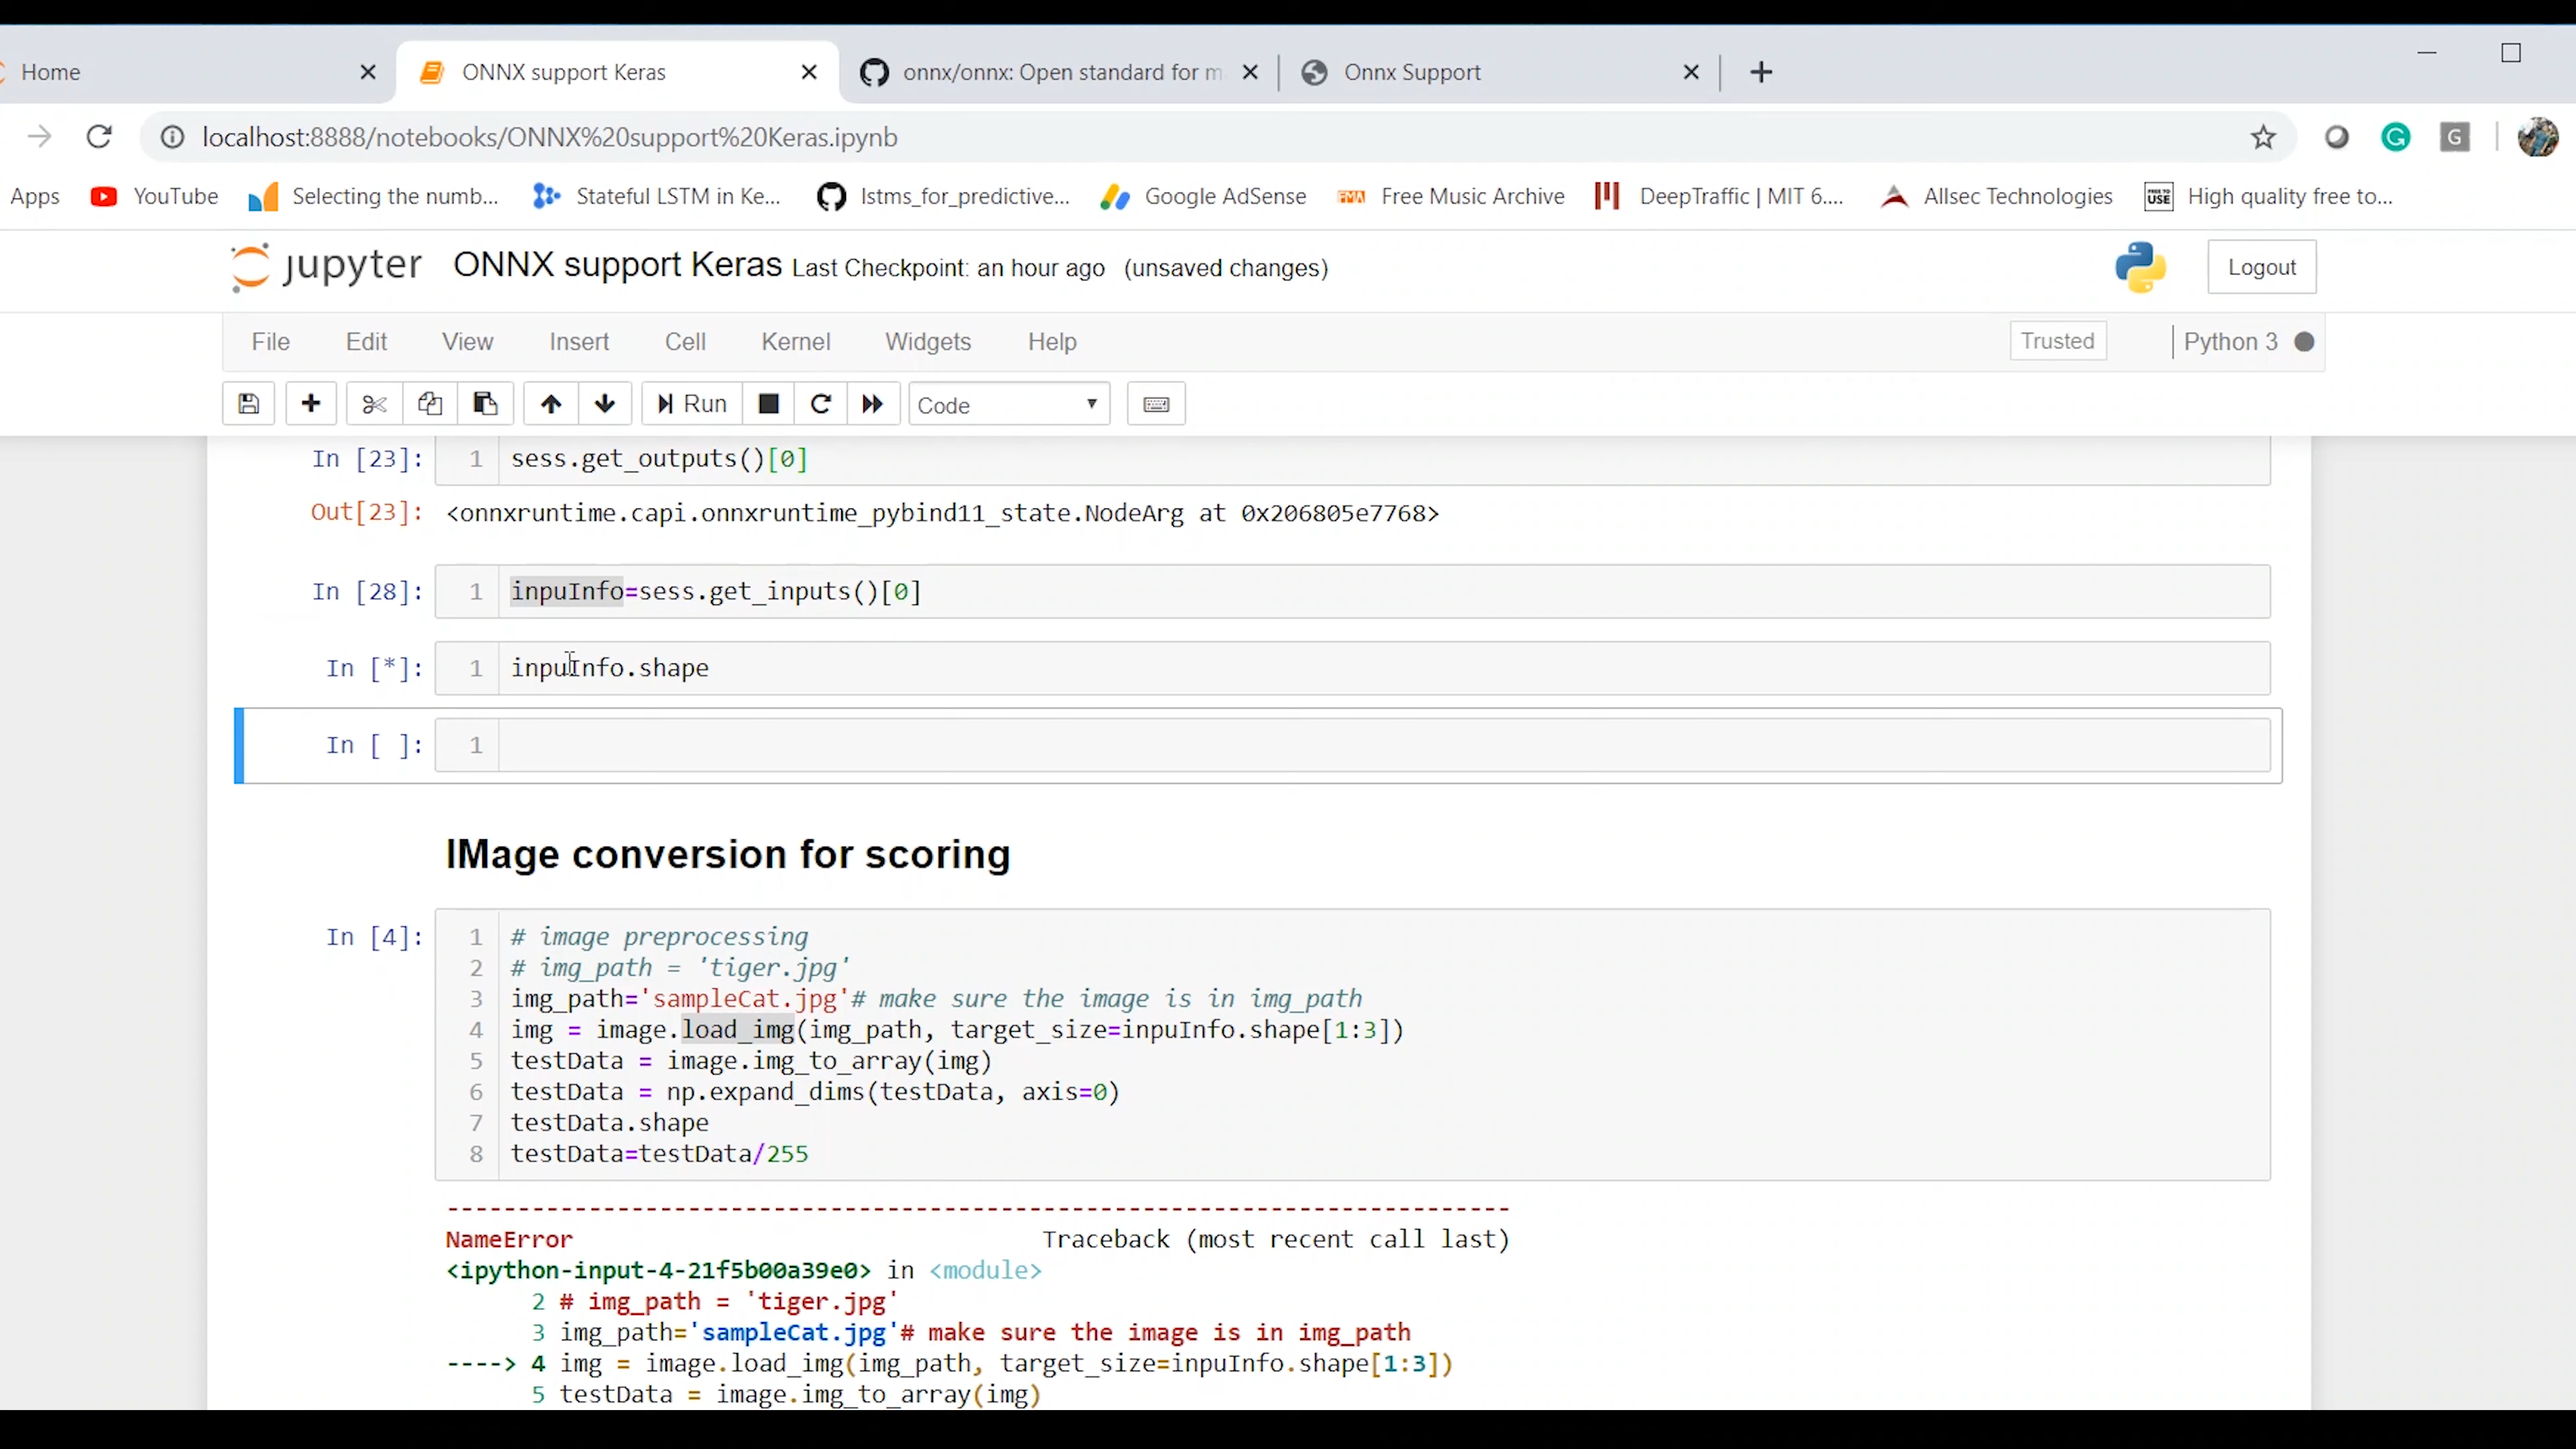 Home
ONNX support Keras
onnx/onnx: Open standard for m
Onnx Support
localhost:8888/notebooks/ONNX%20support%20Keras.ipynb
G
G
Apps
YouTube
Selecting the numb...
Stateful LSTM in Ke...
lstms_for_predictive...
Google AdSense
FMA
Free Music Archive
DeepTraffic | MIT 6....
Allsec Technologies
FREE TO USE
High quality free to...
jupyter
ONNX support Keras Last Checkpoint: an hour ago (unsaved changes)
Logout
File Edit View Insert Cell Kernel Widgets Help
Trusted
Python 3
Run
Code
In [23]: 1 sess.get_outputs()[0]
Out[23]: <onnxruntime.capi.onnxruntime_pybind11_state.NodeArg at 0x206805e7768>
In [28]: 1 inpuInfo=sess.get_inputs()[0]
In [*]: 1 inpuInfo.shape
In [ ]: 1
IMage conversion for scoring
In [4]: 1 # image preprocessing
2 # img_path = 'tiger.jpg'
3 img_path='sampleCat.jpg'# make sure the image is in img_path
4 img = image.load_img(img_path, target_size=inpuInfo.shape[1:3])
5 testData = image.img_to_array(img)
6 testData = np.expand_dims(testData, axis=0)
7 testData.shape
8 testData=testData/255
---------------------------------------------------------------------------
NameError Traceback (most recent call last)
<ipython-input-4-21f5b00a39e0> in <module>
2 # img_path = 'tiger.jpg'
3 img_path='sampleCat.jpg'# make sure the image is in img_path
----> 4 img = image.load_img(img_path, target_size=inpuInfo.shape[1:3])
5 testData = image.img_to_array(img)